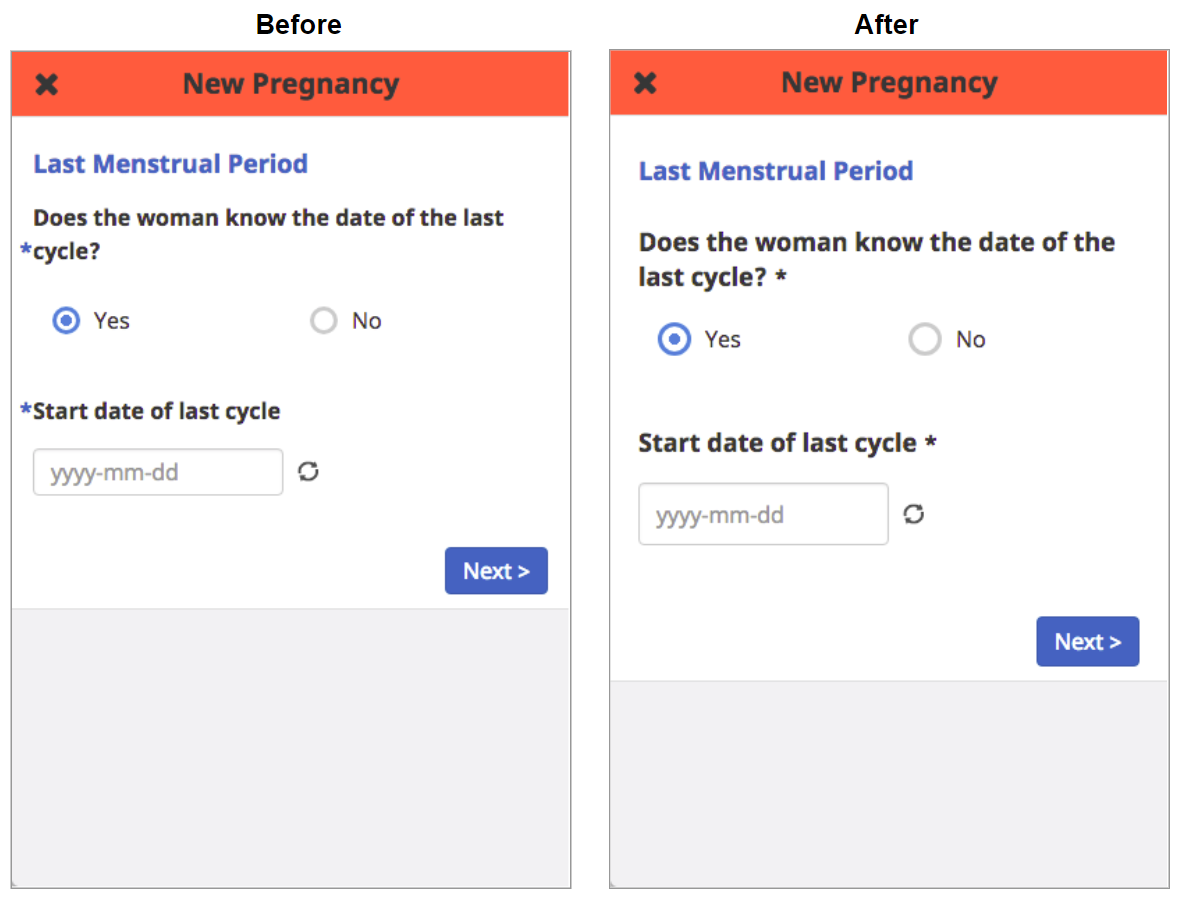 Before
New Pregnancy
Last Menstrual Period
Does the woman know the date of the last
*cycle?
Yes No
*Start date of last cycle
yyyy-mm-dd
Next >
After
New Pregnancy
Last Menstrual Period
Does the woman know the date of the
last cycle? *
Yes No
Start date of last cycle *
yyyy-mm-dd
Next >